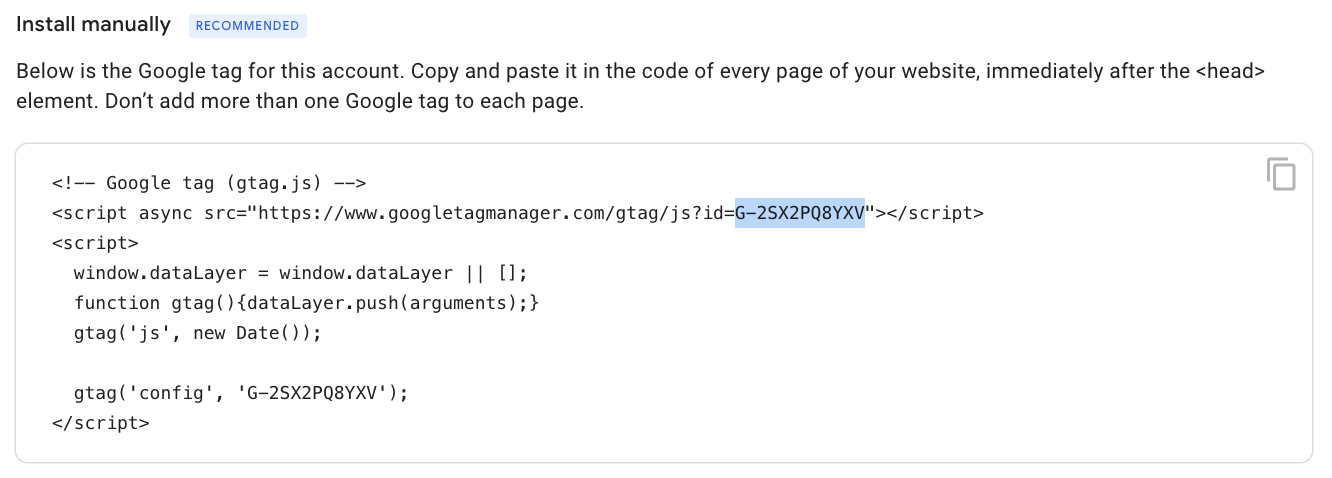 Install manually RECOMMENDED
Below is the Google tag for this account. Copy and paste it in the code of every page of your website, immediately after the <head>
element. Don’t add more than one Google tag to each page.
<!-- Google tag (gtag.js) -->
<script async src="https://www.googletagmanager.com/gtag/js?id=G-2SX2PQ8YXV"></script>
<script>
  window.dataLayer = window.dataLayer || [];
  function gtag(){dataLayer.push(arguments);}
  gtag('js', new Date());

  gtag('config', 'G-2SX2PQ8YXV');
</script>